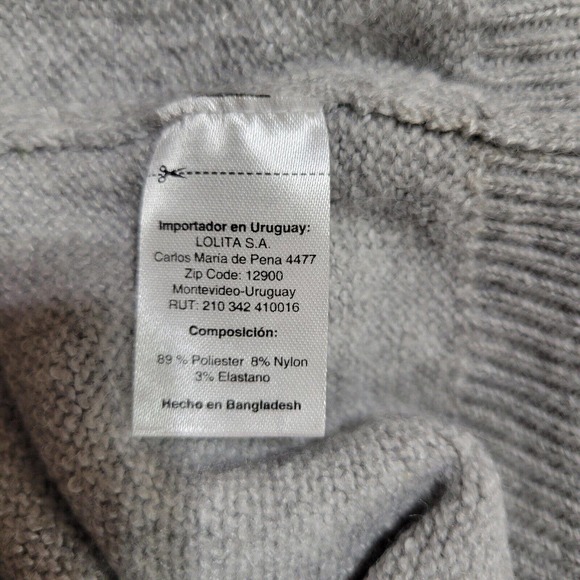 Importador en Uruguay:
LOLITA S.A.
Carlos María de Pena 4477
Zip Code: 12900
Montevideo-Uruguay
RUT: 210 342 410016
Composición:
89 % Poliester 8% Nylon
3% Elastano
Hecho en Bangladesh